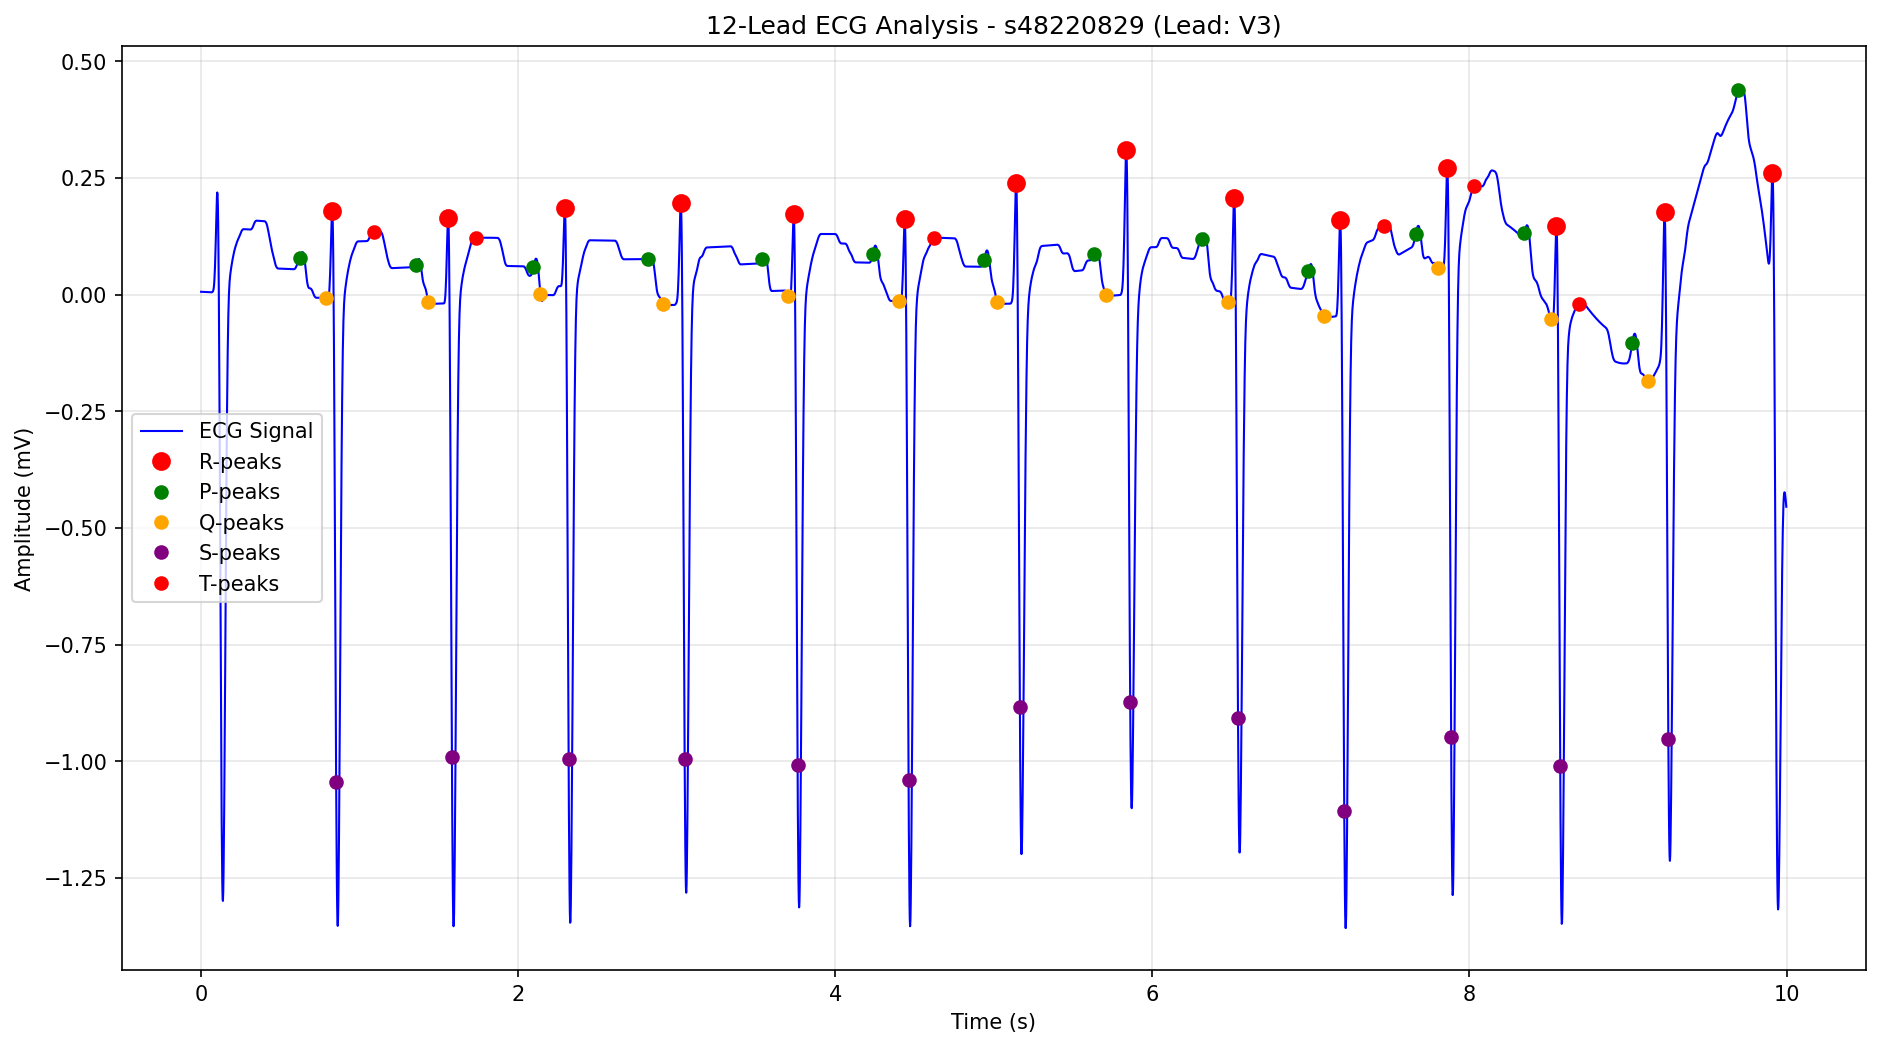 12-Lead ECG Analysis - s48220829 (Lead: V3)
0.50
0.25
0.00
−0.25
−0.50
−0.75
−1.00
−1.25
Amplitude (mV)
ECG Signal
R-peaks
P-peaks
Q-peaks
S-peaks
T-peaks
0 2 4 6 8 10
Time (s)